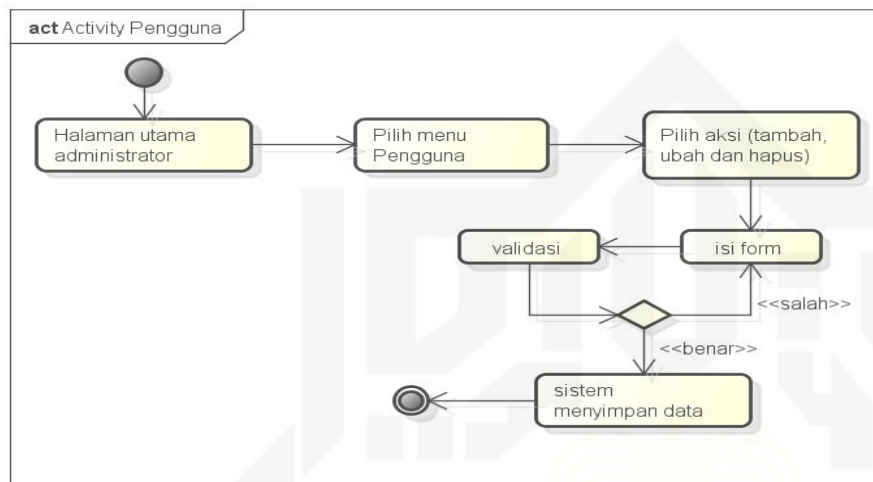 act Activity Pengguna
Halaman utama
administrator
Pilih menu
Pengguna
Pilih aksi (tambah,
ubah dan hapus)
validasi
isi form
<<salah>>
<<benar>>
sistem
menyimpan data